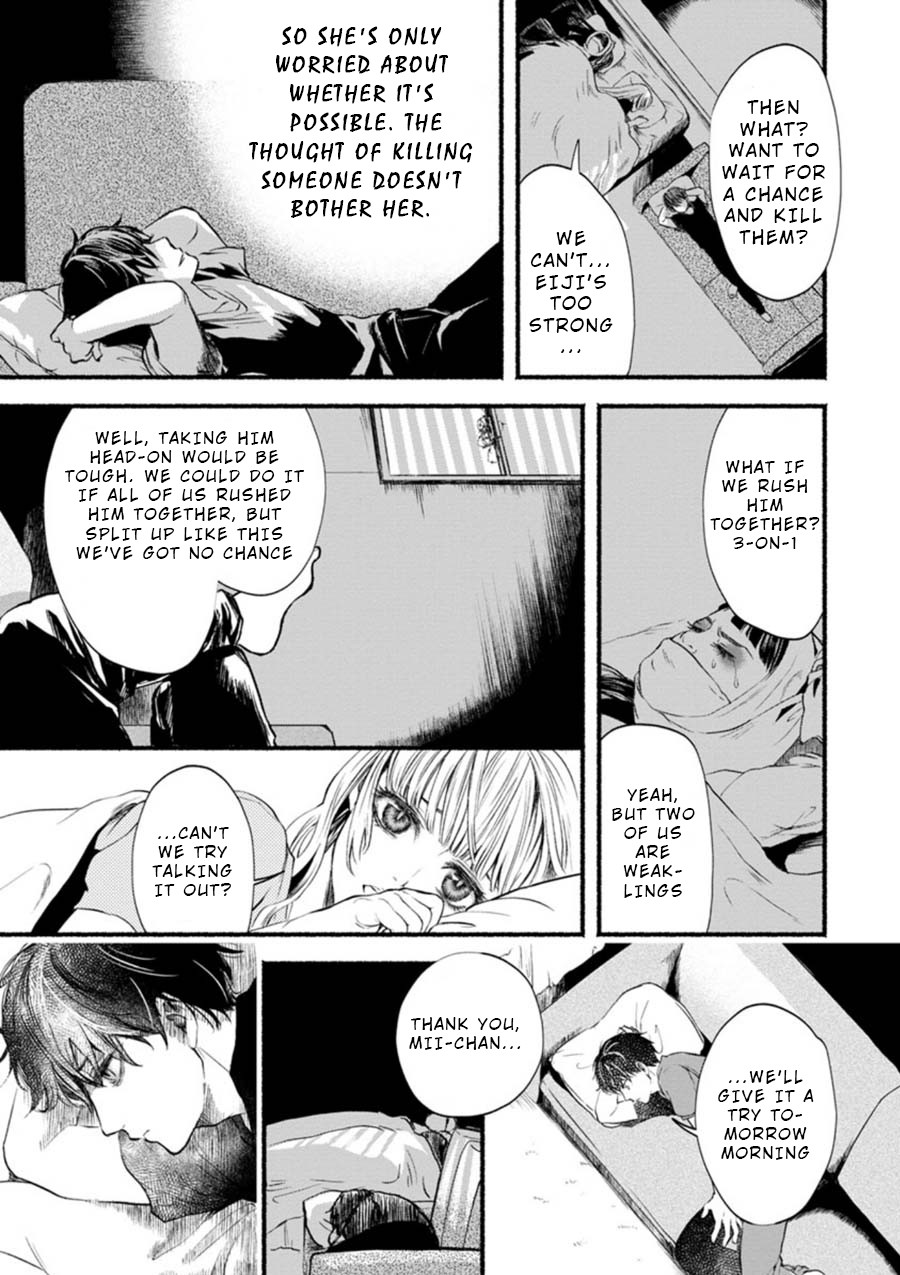 THEN
WHAT?
WANT TO
WAIT FOR
A CHANCE
AND KILL
THEM?
WE
CAN'T...
EIJI'S
TOO
STRONG
...
SO SHE'S ONLY
WORRIED ABOUT
WHETHER IT'S
POSSIBLE. THE
THOUGHT OF KILLING
SOMEONE DOESN'T
BOTHER HER.
WHAT IF
WE RUSH
HIM
TOGETHER?
3-ON-1
YEAH,
BUT TWO
OF US
ARE
WEAK-
LINGS
WELL, TAKING HIM
HEAD-ON WOULD BE
TOUGH. WE COULD DO IT
IF ALL OF US RUSHED
HIM TOGETHER, BUT
SPLIT UP LIKE THIS
WE'VE GOT NO CHANCE
...CAN'T
WE TRY
TALKING
IT OUT?
...WE'LL
GIVE IT A
TRY TO-
MORROW
MORNING
THANK YOU,
MII-CHAN...